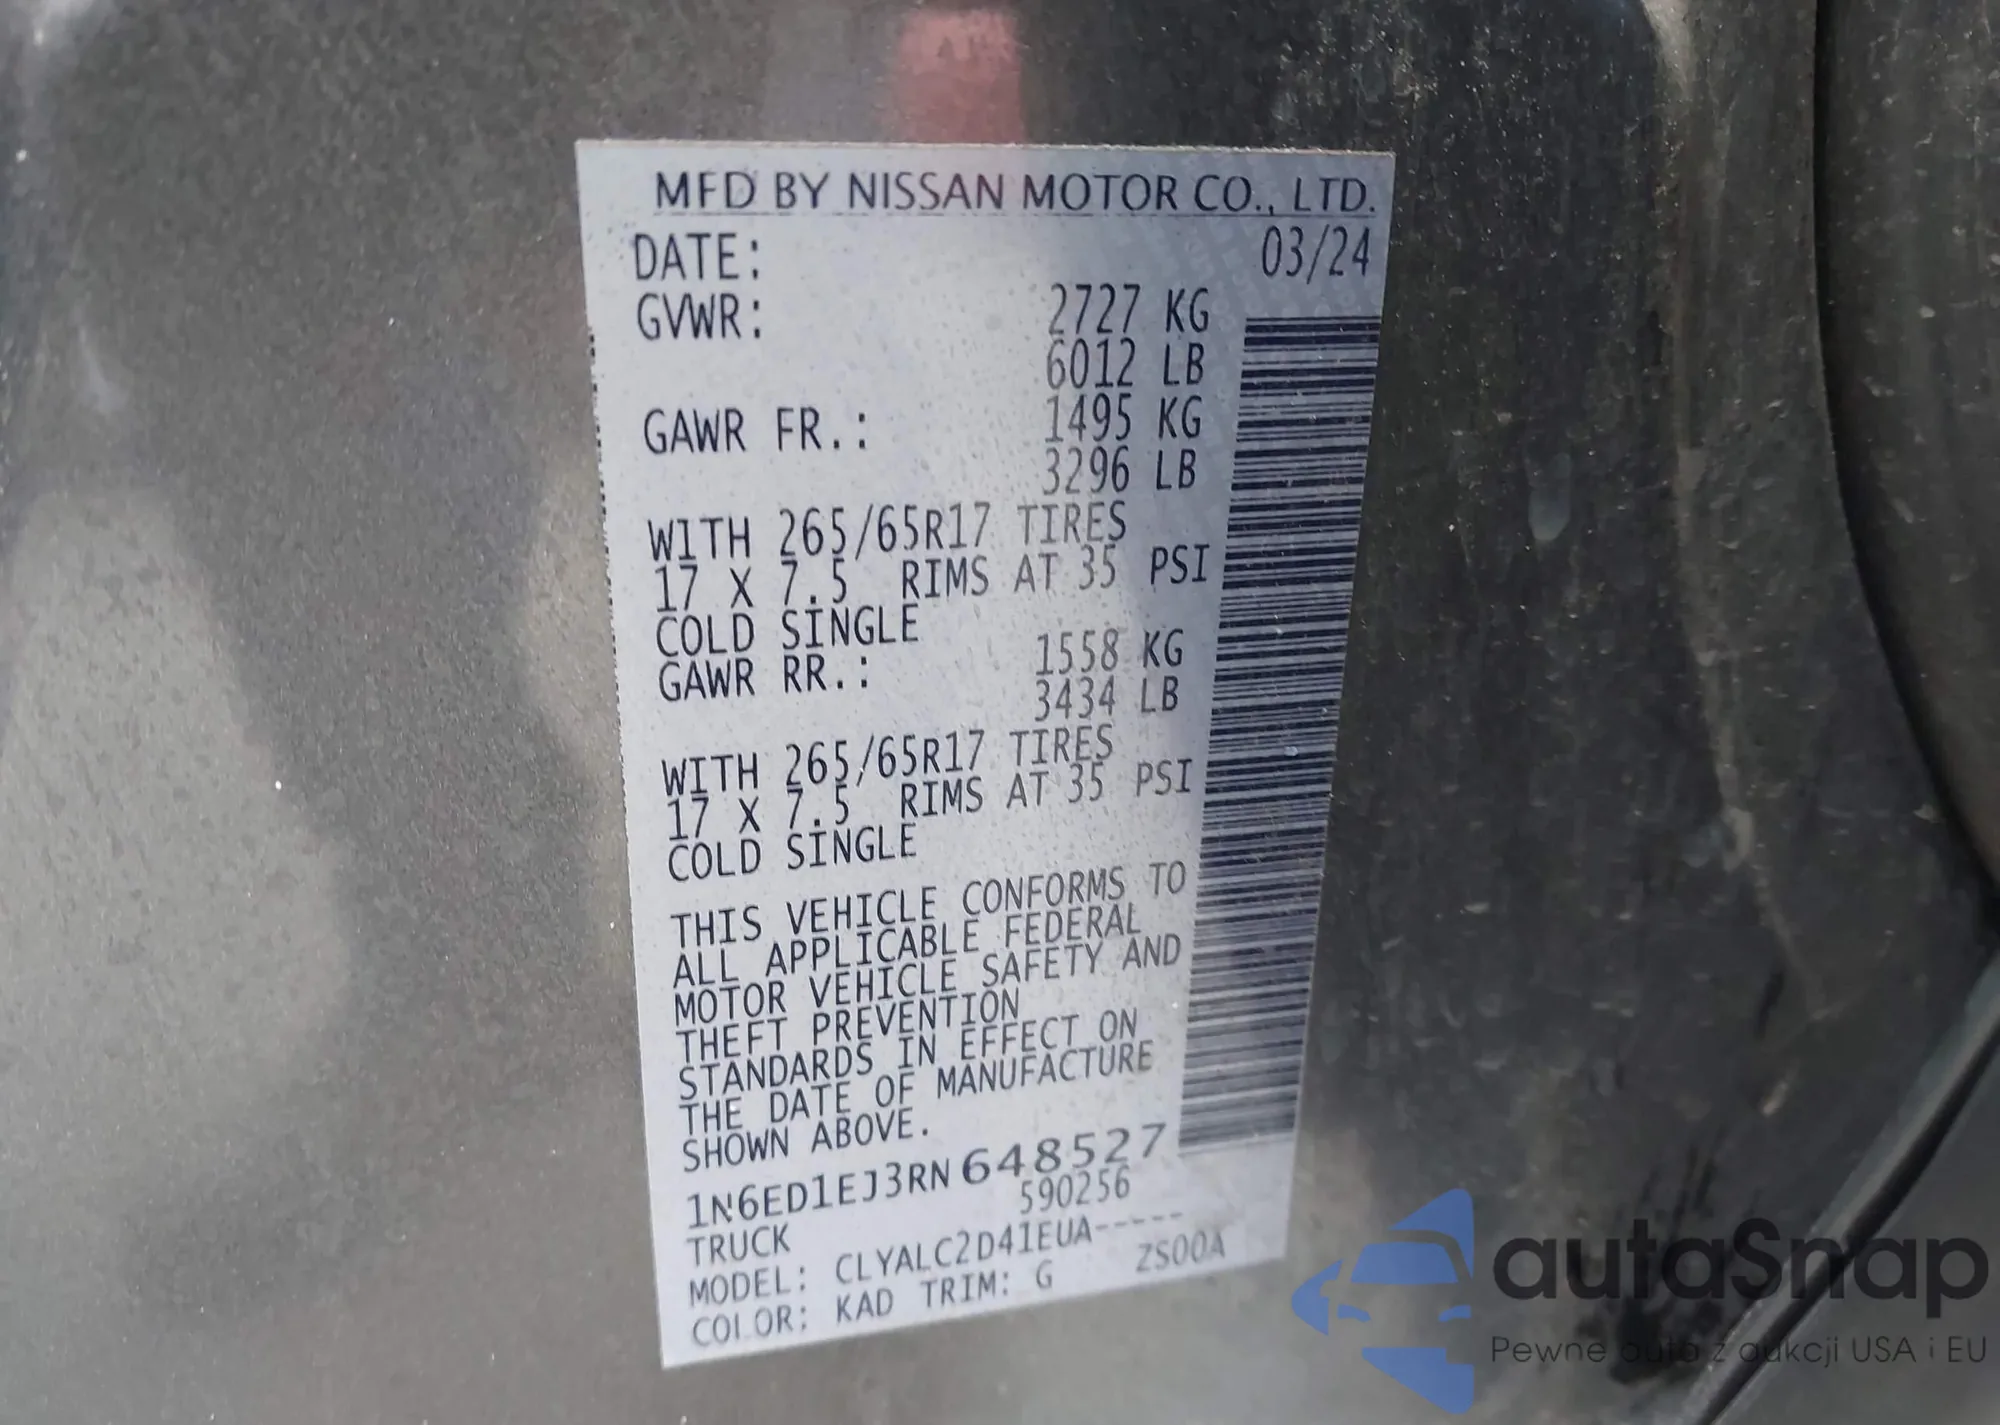 MFD BY NISSAN MOTOR CO., LTD.
DATE: 03/24
GVWR: 2727 KG
6012 LB
GAWR FR.: 1495 KG
3296 LB
WITH 265/65R17 TIRES
17 X 7.5 RIMS AT 35 PSI
COLD SINGLE
GAWR RR.: 1558 KG
3434 LB
WITH 265/65R17 TIRES
17 X 7.5 RIMS AT 35 PSI
COLD SINGLE
THIS VEHICLE CONFORMS TO
ALL APPLICABLE FEDERAL
MOTOR VEHICLE SAFETY AND
THEFT PREVENTION
STANDARDS IN EFFECT ON
THE DATE OF MANUFACTURE
SHOWN ABOVE.
1N6ED1EJ3RN648527
TRUCK 590256
MODEL: CLYALC2D41EUA-----
COLOR: KAD TRIM: G ZS00A
autaSnap
Pewne auta z aukcji USA i EU